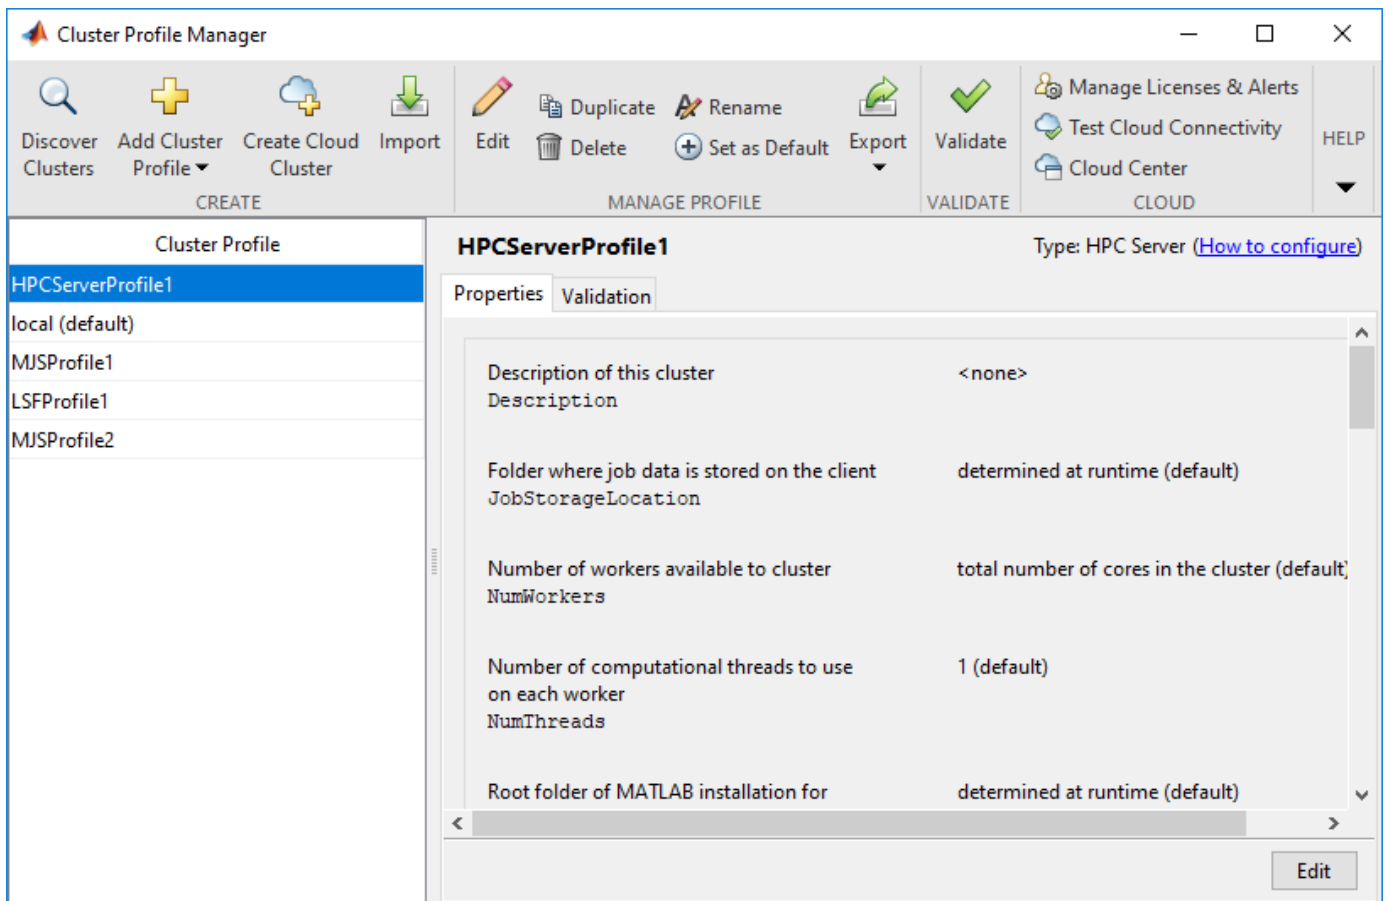 Cluster Profile Manager
Discover Clusters
Add Cluster Profile
Create Cloud Cluster
Import
CREATE
Edit
Duplicate
Delete
Rename
Set as Default
Export
MANAGE PROFILE
Validate
VALIDATE
Manage Licenses & Alerts
Test Cloud Connectivity
Cloud Center
CLOUD
HELP
Cluster Profile
HPCServerProfile1
local (default)
MJSProfile1
LSFProfile1
MJSProfile2
HPCServerProfile1
Type: HPC Server (How to configure)
Properties
Validation
Description of this cluster
<none>
Description
Folder where job data is stored on the client
determined at runtime (default)
JobStorageLocation
Number of workers available to cluster
total number of cores in the cluster (default)
NumWorkers
Number of computational threads to use
1 (default)
on each worker
NumThreads
Root folder of MATLAB installation for
determined at runtime (default)
Edit